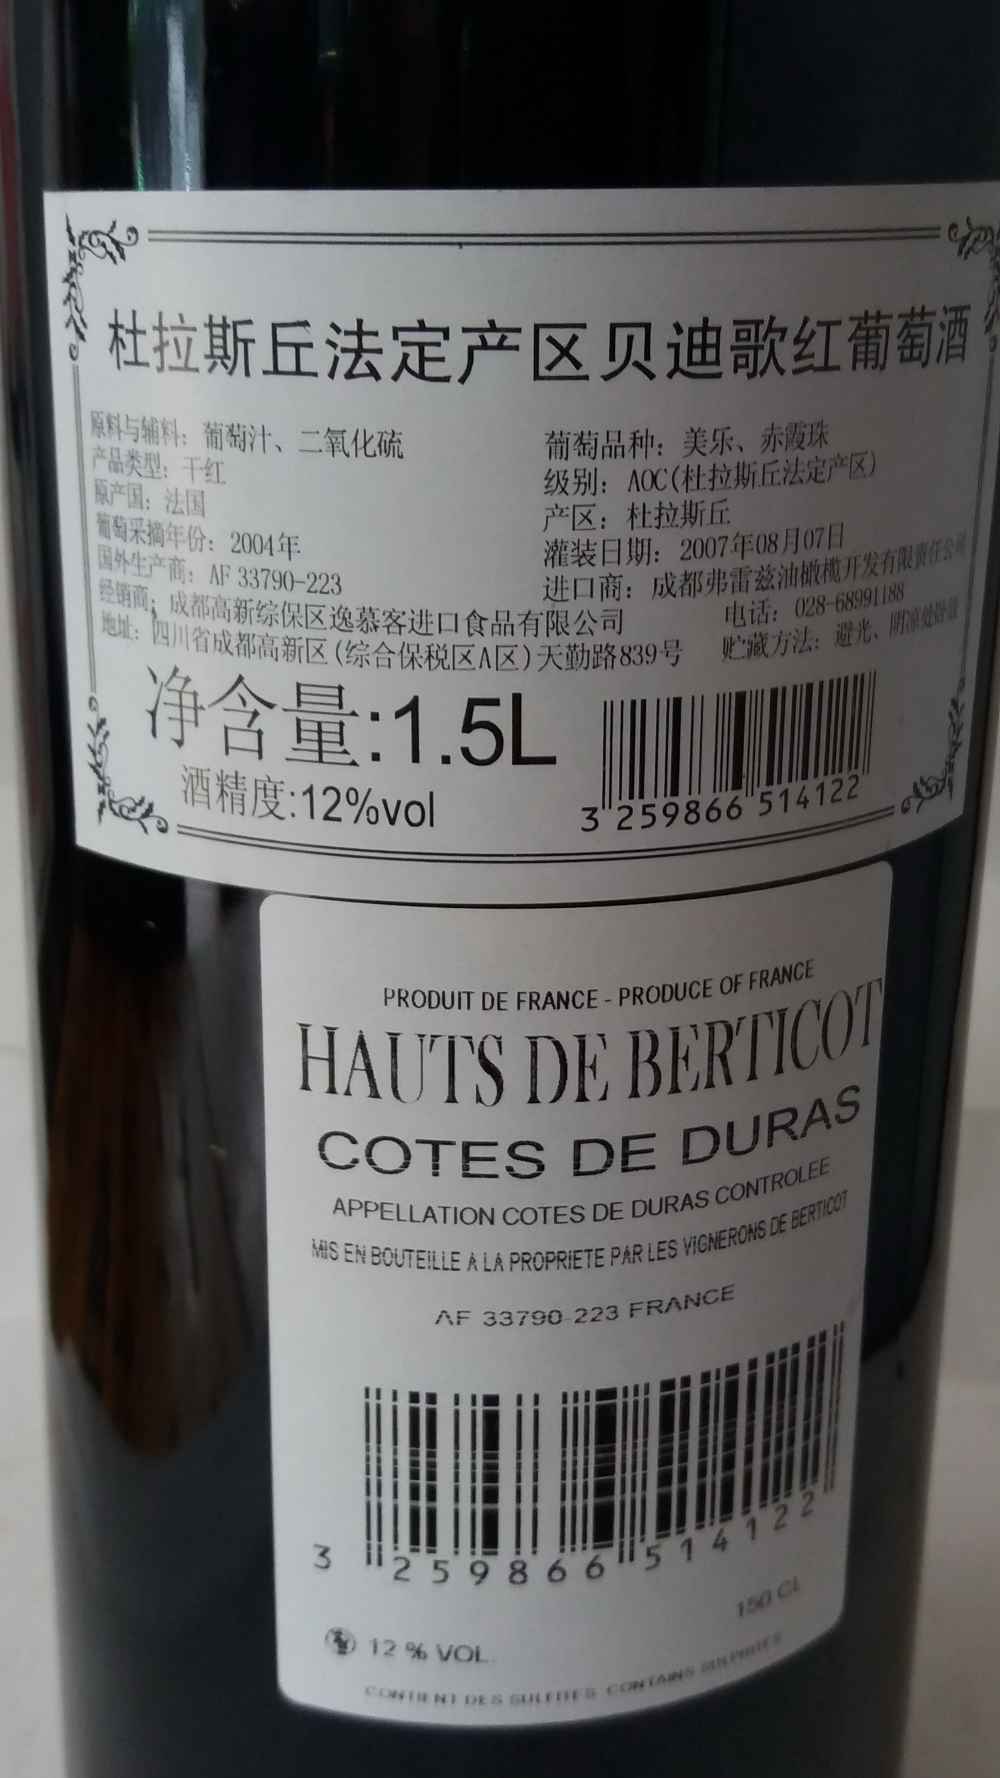 杜拉斯丘法定产区贝迪歌红葡萄酒
原料与辅料: 葡萄汁、二氧化硫
产品类型: 干红
原产国: 法国
葡萄采摘年份: 2004年
国外生产商: AF 33790-223
葡萄品种: 美乐、赤霞珠
级别: AOC(杜拉斯丘法定产区)
产区: 杜拉斯丘
灌装日期: 2007年08月07日
进口商: 成都弗雷兹油橄榄开发有限责任公司
经销商: 成都高新综保区逸慕客进口食品有限公司 电话: 028-68991188
地址: 四川省成都高新区(综合保税区A区)天勤路839号 贮藏方法: 避光、阴凉处
净含量:1.5L
酒精度:12%vol
3 259866 514122
PRODUIT DE FRANCE - PRODUCE OF FRANCE
HAUTS DE BERTICOT
COTES DE DURAS
APPELLATION COTES DE DURAS CONTROLEE
MIS EN BOUTEILLE A LA PROPRIETE PAR LES VIGNERONS DE BERTICOT
AF 33790-223 FRANCE
3 259866 514122
150 CL
12 % VOL.
CONTIENT DES SULFITES CONTAINS SULPHITES